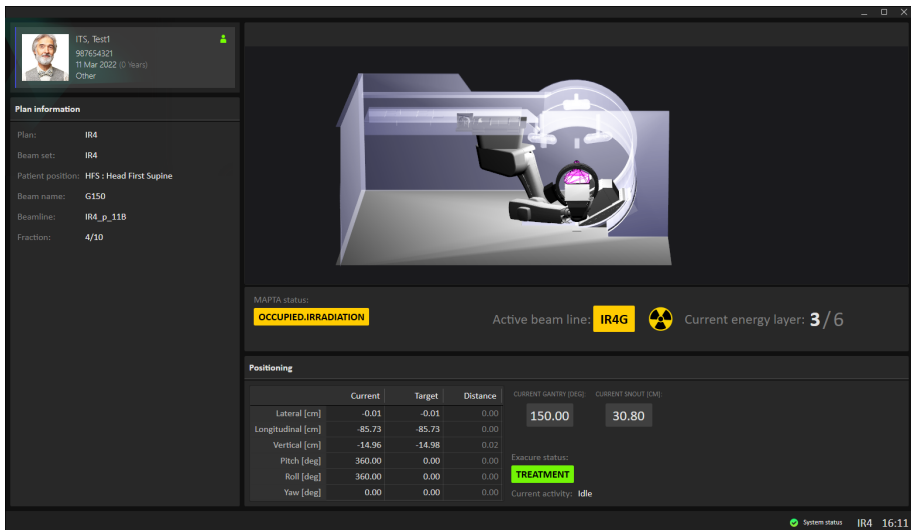 ITS, Test1
987654321
11 Mar 2022 (0 Years)
Other
Plan information
Plan: IR4
Beam set: IR4
Patient position: HFS : Head First Supine
Beam name: G150
Beamline: IR4_p_11B
Fraction: 4/10
MAPTA status:
OCCUPIED.IRRADIATION
Active beam line: IR4G Current energy layer: 3/6
Positioning
Current Target Distance
Lateral [cm] -0.01 -0.01 0.00
Longitudinal [cm] -85.73 -85.73 0.00
Vertical [cm] -14.96 -14.98 0.02
Pitch [deg] 360.00 0.00 0.00
Roll [deg] 360.00 0.00 0.00
Yaw [deg] 0.00 0.00 0.00
CURRENT GANTRY [DEG]: CURRENT SNOUT [CM]:
150.00 30.80
Exacure status:
TREATMENT
Current activity: Idle
System status IR4 16:11